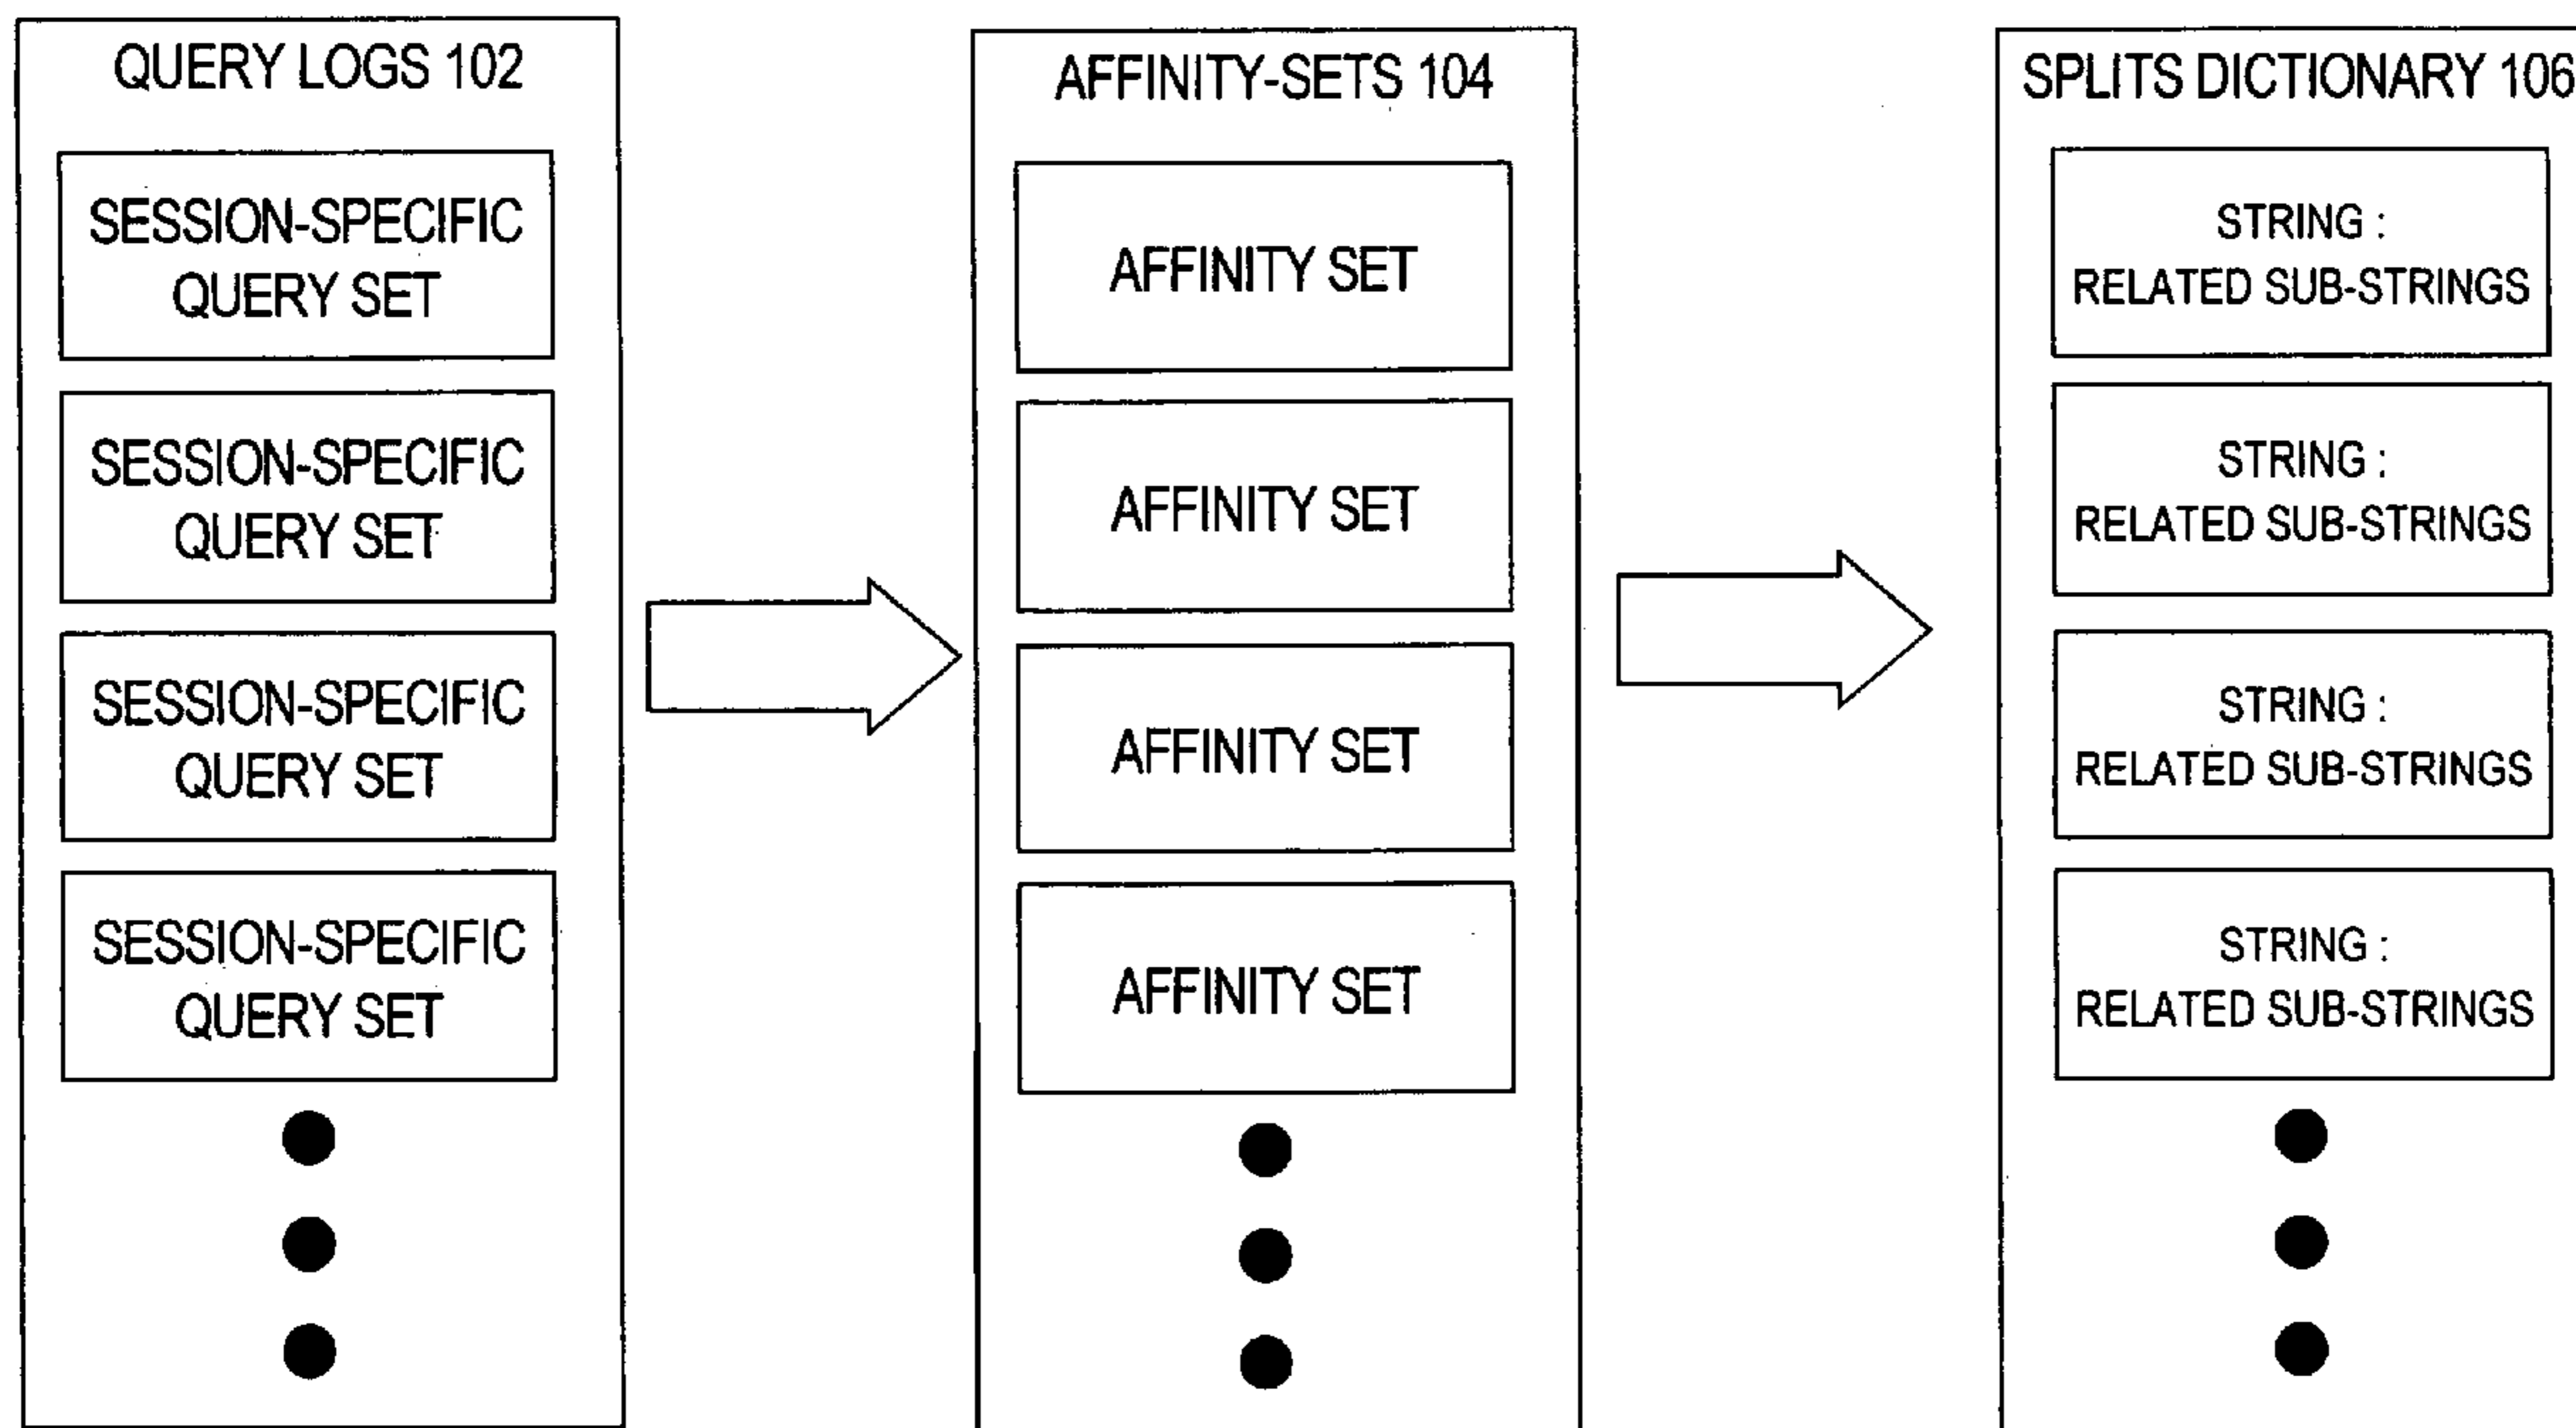 QUERY LOGS 102
SESSION-SPECIFIC
QUERY SET
SESSION-SPECIFIC
QUERY SET
SESSION-SPECIFIC
QUERY SET
SESSION-SPECIFIC
QUERY SET
AFFINITY-SETS 104
AFFINITY SET
AFFINITY SET
AFFINITY SET
AFFINITY SET
SPLITS DICTIONARY 106
STRING :
RELATED SUB-STRINGS
STRING :
RELATED SUB-STRINGS
STRING :
RELATED SUB-STRINGS
STRING :
RELATED SUB-STRINGS